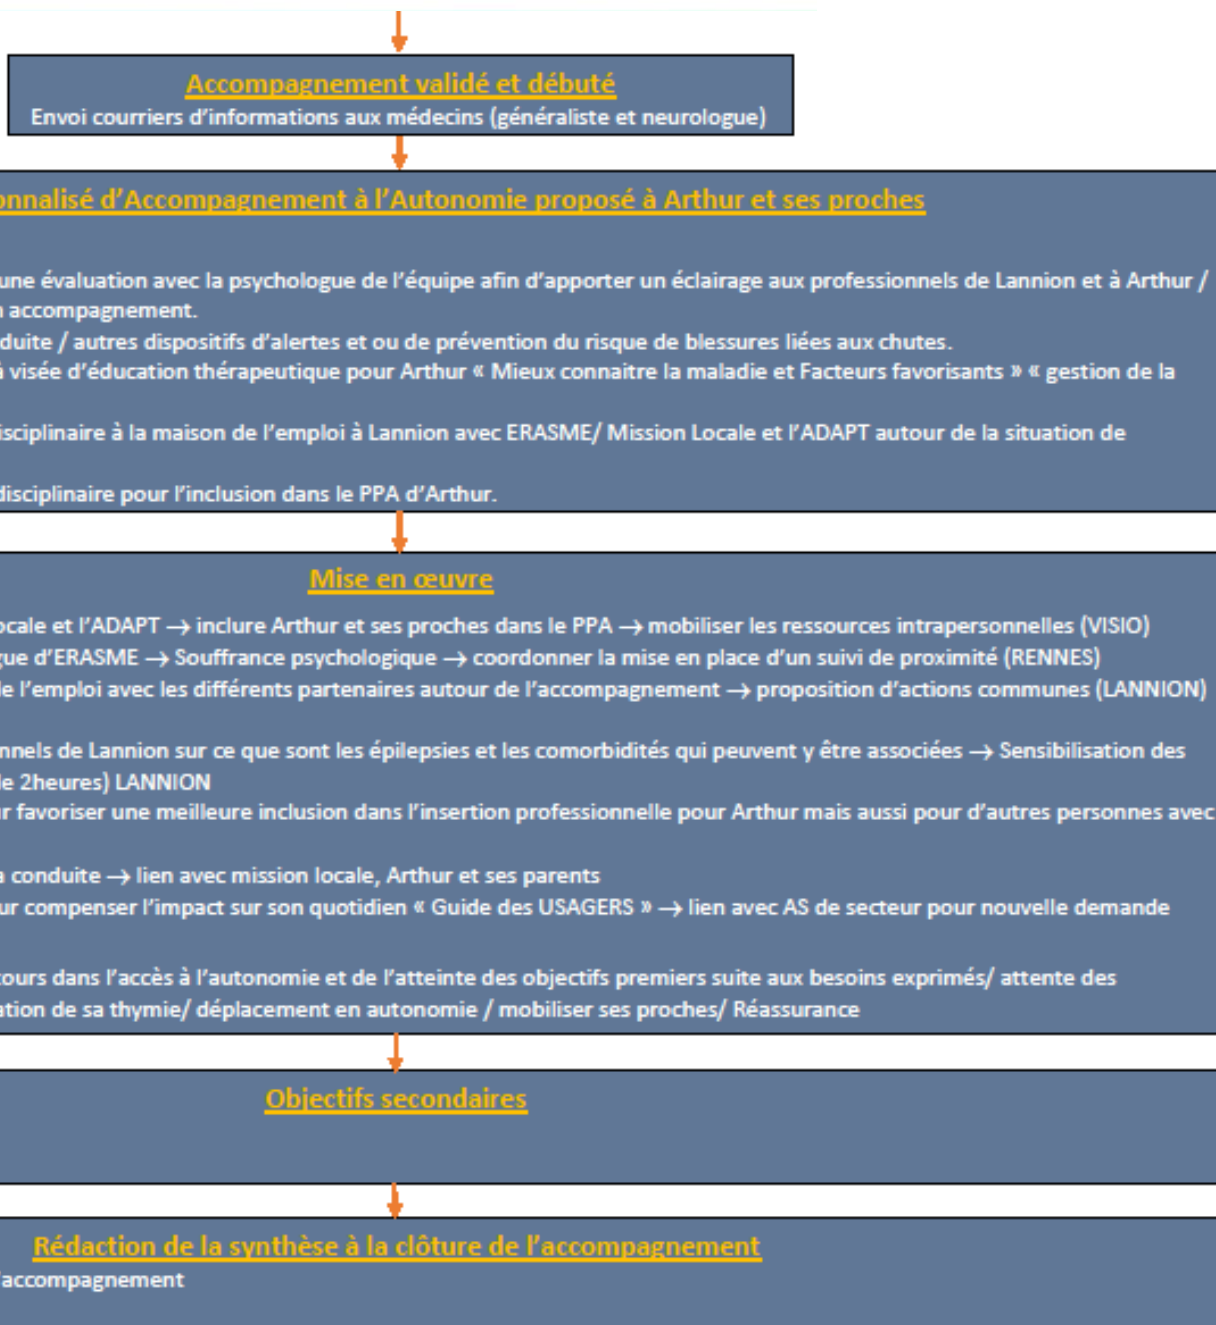 Accompagnement validé et débuté
Envoi courriers d'informations aux médecins (généraliste et neurologue)
onnalisé d'Accompagnement à l'Autonomie proposé à Arthur et ses proches
une évaluation avec la psychologue de l'équipe afin d'apporter un éclairage aux professionnels de Lannion et à Arthur /
accompagnement.
duite / autres dispositifs d'alertes et ou de prévention du risque de blessures liées aux chutes.
à visée d'éducation thérapeutique pour Arthur « Mieux connaitre la maladie et Facteurs favorisants » « gestion de la
isciplinaire à la maison de l'emploi à Lannion avec ERASME/ Mission Locale et l'ADAPT autour de la situation de
disciplinaire pour l'inclusion dans le PPA d'Arthur.
Mise en œuvre
ocale et l'ADAPT → inclure Arthur et ses proches dans le PPA → mobiliser les ressources intrapersonnelles (VISIO)
gue d'ERASME → Souffrance psychologique → coordonner la mise en place d'un suivi de proximité (RENNES)
de l'emploi avec les différents partenaires autour de l'accompagnement → proposition d'actions communes (LANNION)
nnels de Lannion sur ce que sont les épilepsies et les comorbidités qui peuvent y être associées → Sensibilisation des
de 2heures) LANNION
ur favoriser une meilleure inclusion dans l'insertion professionnelle pour Arthur mais aussi pour d'autres personnes avec
a conduite → lien avec mission locale, Arthur et ses parents
ur compenser l'impact sur son quotidien « Guide des USAGERS » → lien avec AS de secteur pour nouvelle demande
cours dans l'accès à l'autonomie et de l'atteinte des objectifs premiers suite aux besoins exprimés/ attente des
ation de sa thymie/ déplacement en autonomie / mobiliser ses proches/ Réassurance
Objectifs secondaires
Rédaction de la synthèse à la clôture de l'accompagnement
'accompagnement